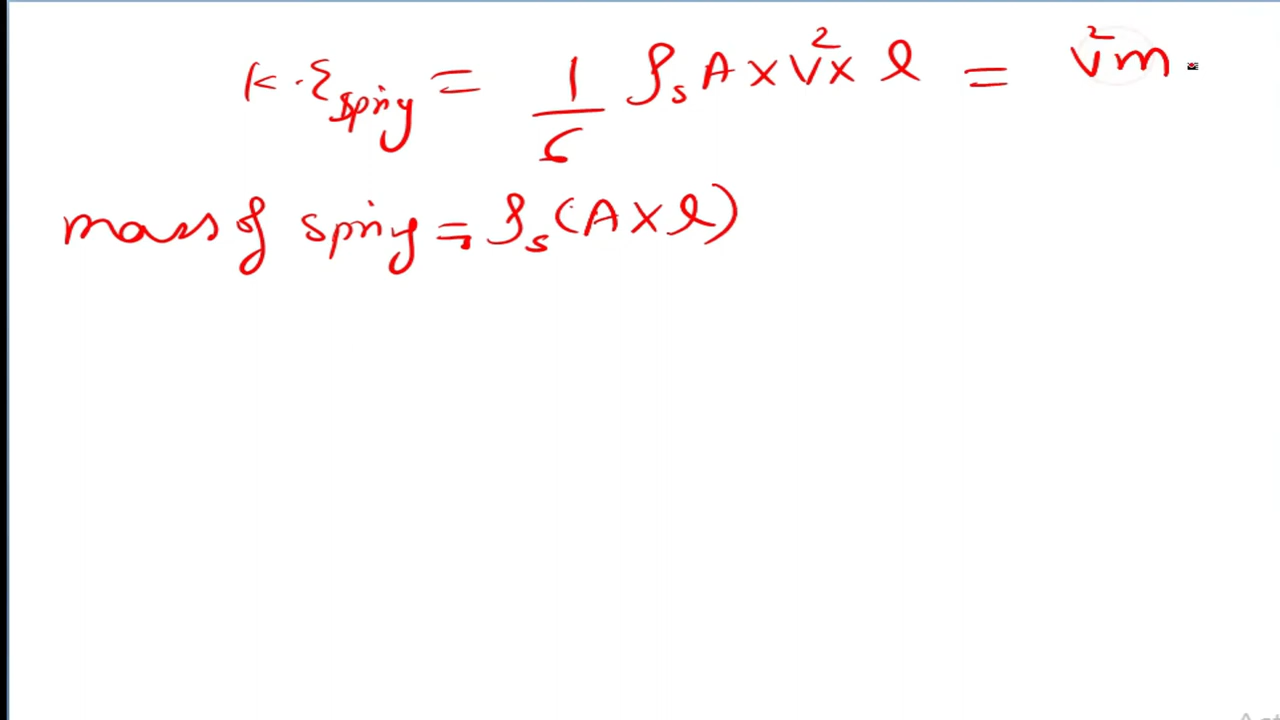 K.E spring = 1/6 ρs A x v² x l = v²m
mass of spring = ρs (A x l)